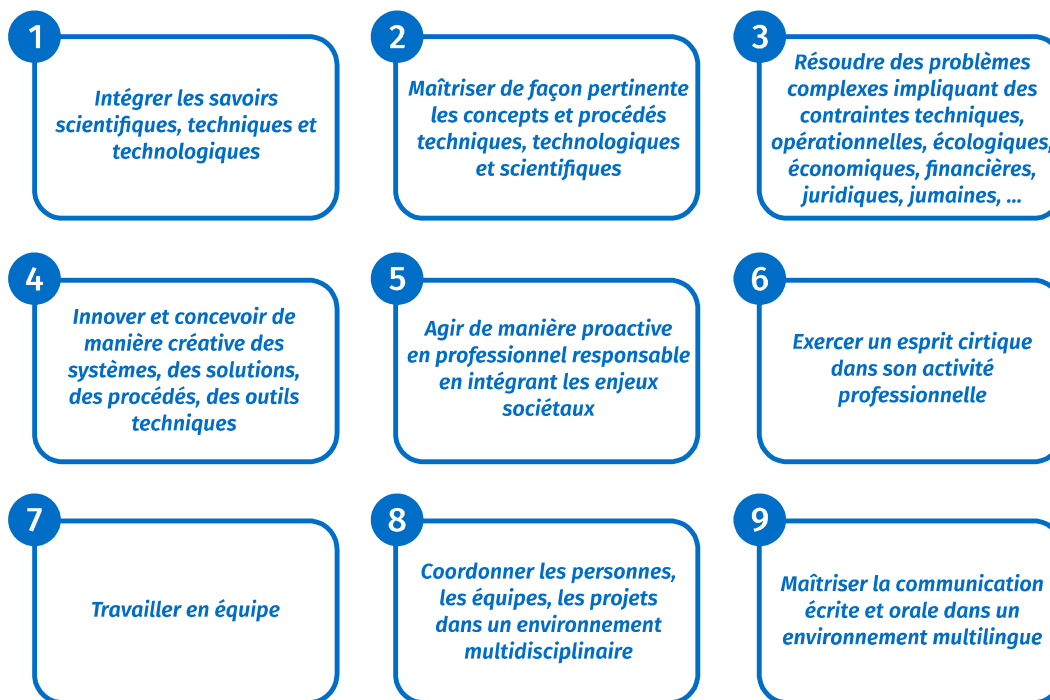 1
Intégrer les savoirs
scientifiques, techniques et
technologiques
2
Maîtriser de façon pertinente
les concepts et procédés
techniques, technologiques
et scientifiques
3
Résoudre des problèmes
complexes impliquant des
contraintes techniques,
opérationnelles, écologiques,
économiques, financières,
juridiques, jumaines, ...
4
Innover et concevoir de
manière créative des
systèmes, des solutions,
des procédés, des outils
techniques
5
Agir de manière proactive
en professionnel responsable
en intégrant les enjeux
sociétaux
6
Exercer un esprit cirtique
dans son activité
professionnelle
7
Travailler en équipe
8
Coordonner les personnes,
les équipes, les projets
dans un environnement
multidisciplinaire
9
Maîtriser la communication
écrite et orale dans un
environnement multilingue